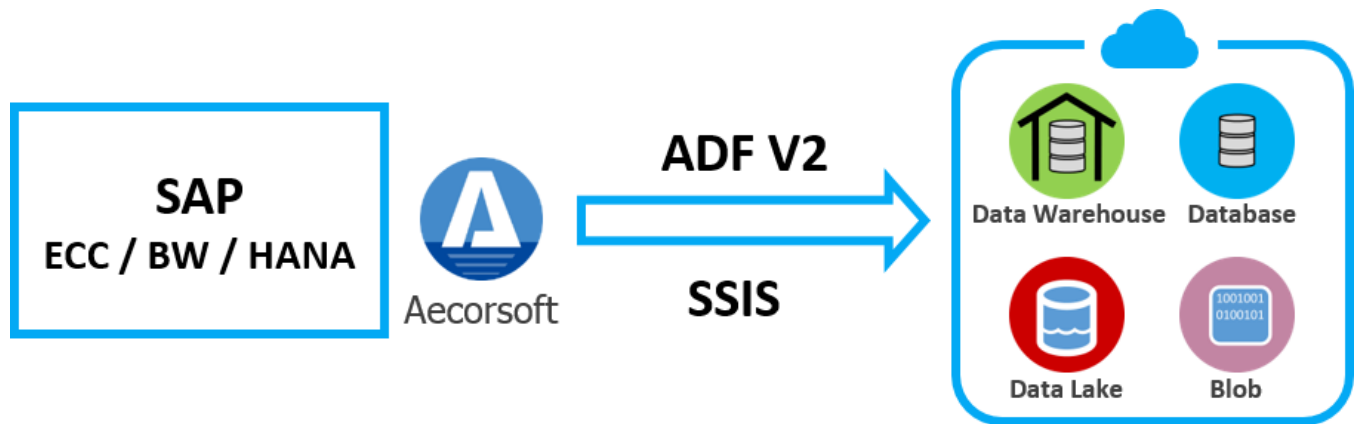 SAP
ECC / BW / HANA
Aecorsoft
ADF V2
SSIS
Data Warehouse
Database
1001001
0100101
Data Lake
Blob